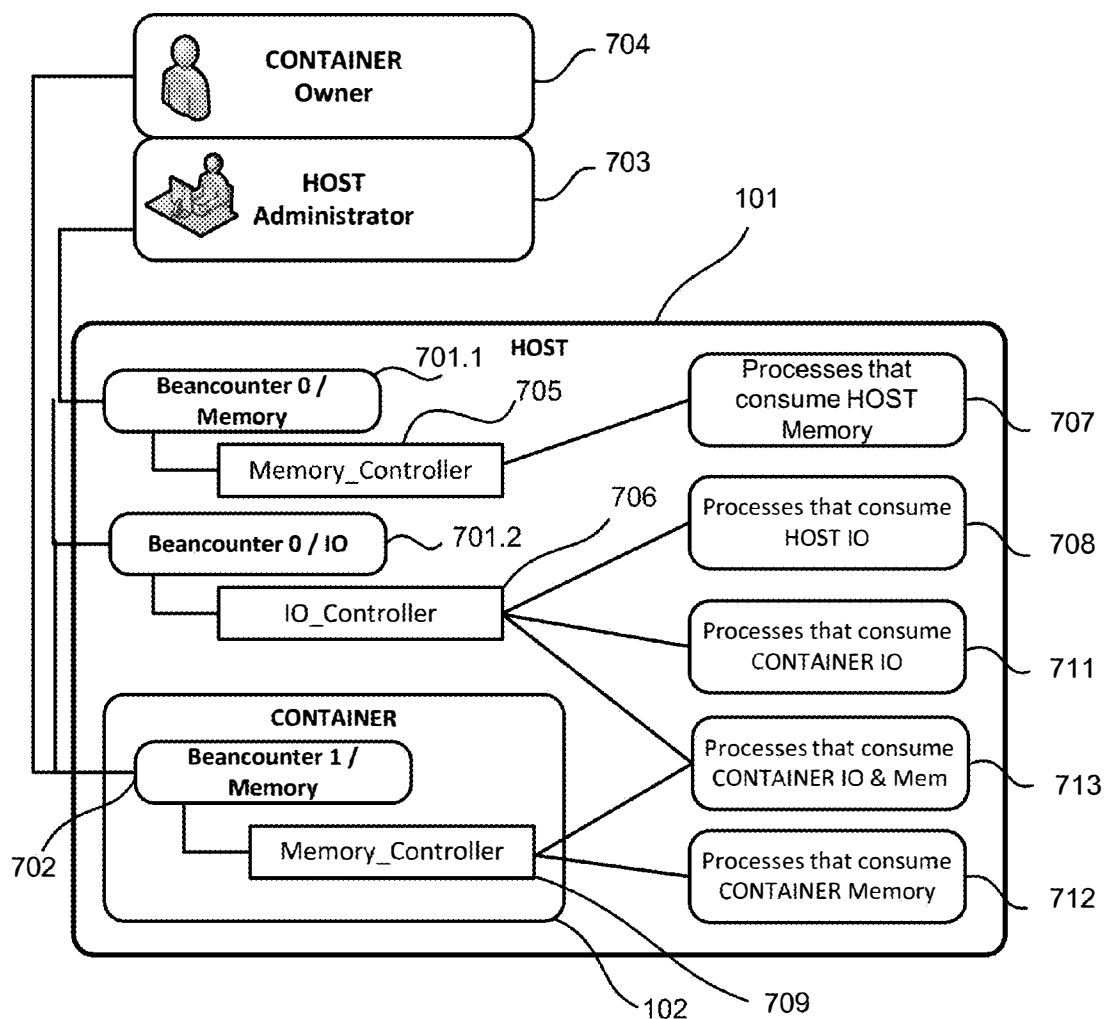 CONTAINER
Owner
704
HOST
Administrator
703
101
HOST
Beancounter 0 /
Memory
701.1
705
Memory_Controller
Processes that
consume HOST
Memory
707
706
Beancounter 0 / IO
701.2
IO_Controller
Processes that consume
HOST IO
708
Processes that consume
CONTAINER IO
711
CONTAINER
Beancounter 1 /
Memory
702
Memory_Controller
Processes that consume
CONTAINER IO & Mem
713
Processes that consume
CONTAINER Memory
712
102
709